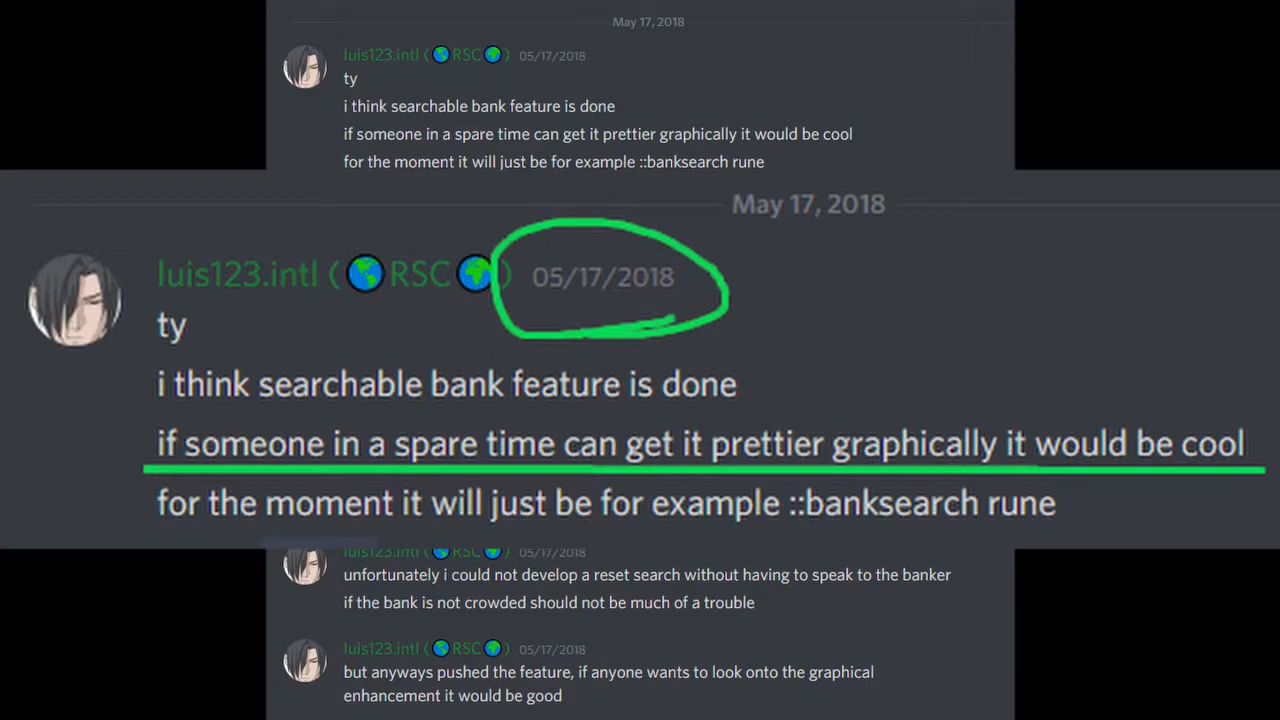 May 17, 2018
luis123.intl (🌎RSC🌍) 05/17/2018
ty
i think searchable bank feature is done
if someone in a spare time can get it prettier graphically it would be cool
for the moment it will just be for example ::banksearch rune
May 17, 2018
luis123.intl (🌎RSC🌍) 05/17/2018
ty
i think searchable bank feature is done
if someone in a spare time can get it prettier graphically it would be cool
for the moment it will just be for example ::banksearch rune
luis123.intl (🌎RSC🌍) 05/17/2018
unfortunately i could not develop a reset search without having to speak to the banker
if the bank is not crowded should not be much of a trouble
luis123.intl (🌎RSC🌍) 05/17/2018
but anyways pushed the feature, if anyone wants to look onto the graphical
enhancement it would be good